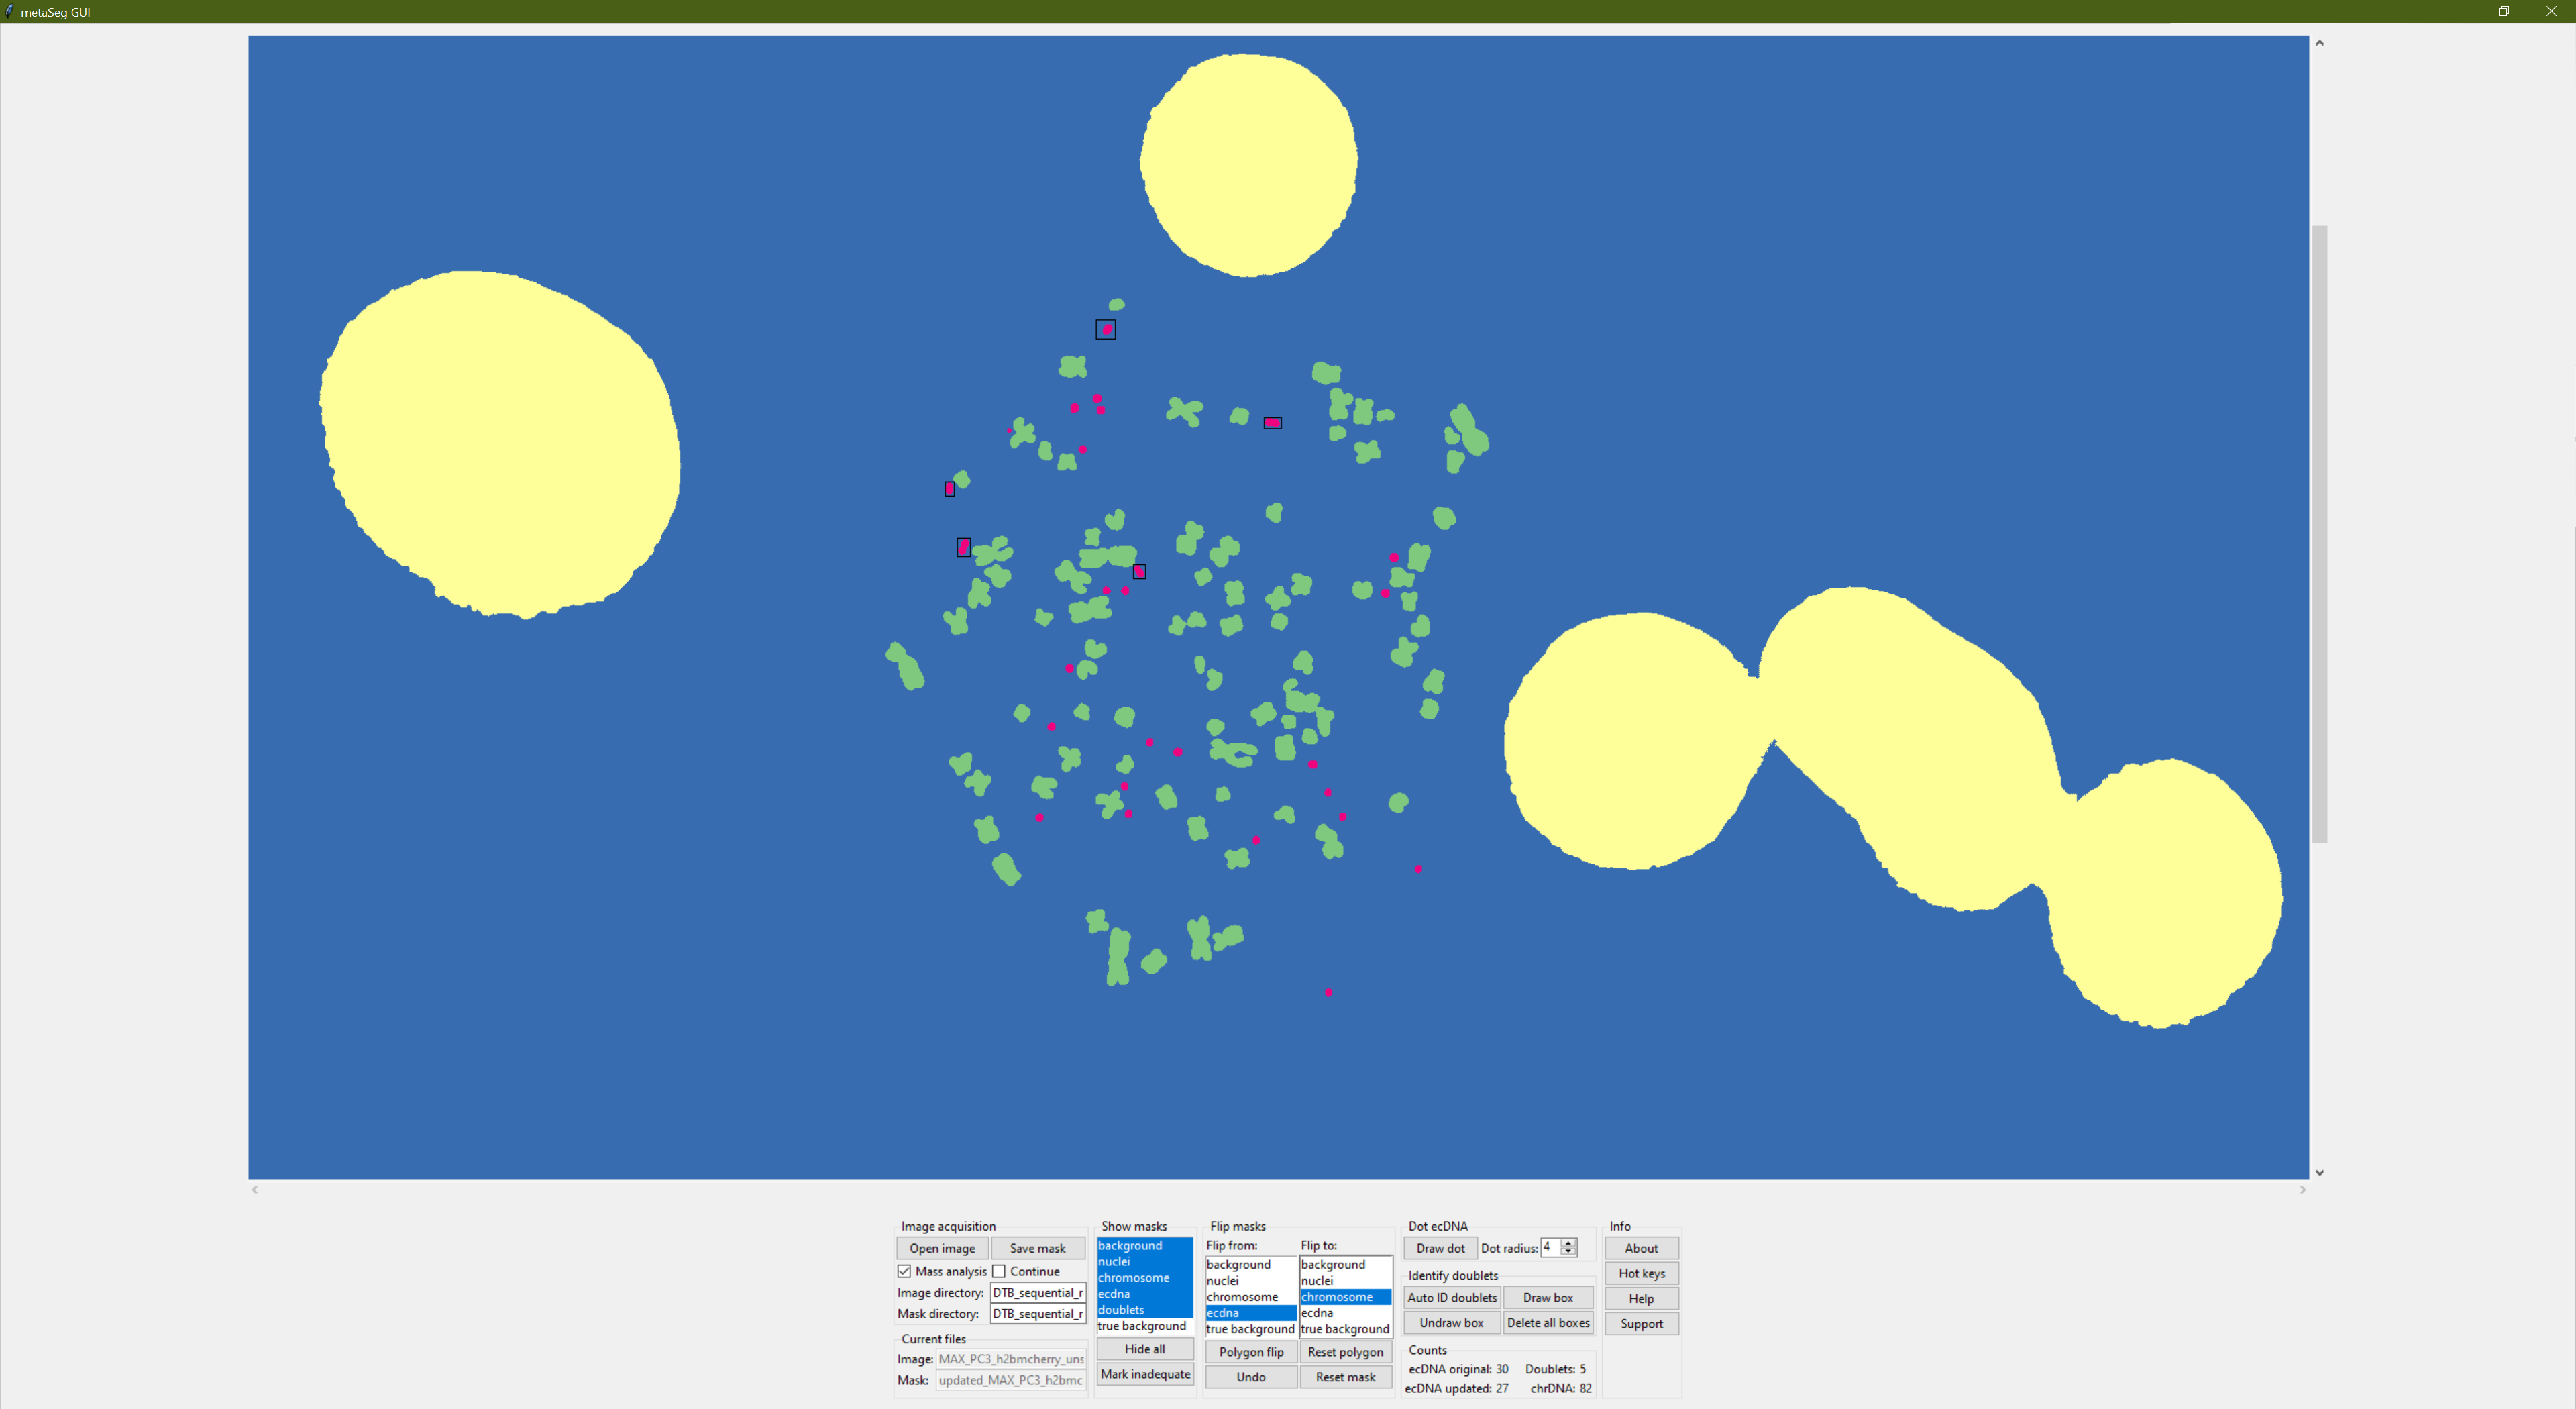 metaSeg GUI
Image acquisition
Open image Save mask
Mass analysis Continue
Image directory: DTB_sequential_r
Mask directory: DTB_sequential_r
Current files
Image: MAX_PC3_h2bmcherry_uns
Mask: updated_MAX_PC3_h2bmc
Show masks
background
nuclei
chromosome
ecdna
doublets
true background
Hide all
Mark inadequate
Flip masks
Flip from: Flip to:
background background
nuclei nuclei
chromosome chromosome
ecdna ecdna
true background true background
Polygon flip Reset polygon
Undo Reset mask
Dot ecDNA
Draw dot Dot radius: 4
Identify doublets
Auto ID doublets Draw box
Undraw box Delete all boxes
Counts
ecDNA original: 30 Doublets: 5
ecDNA updated: 27 chrDNA: 82
Info
About
Hot keys
Help
Support